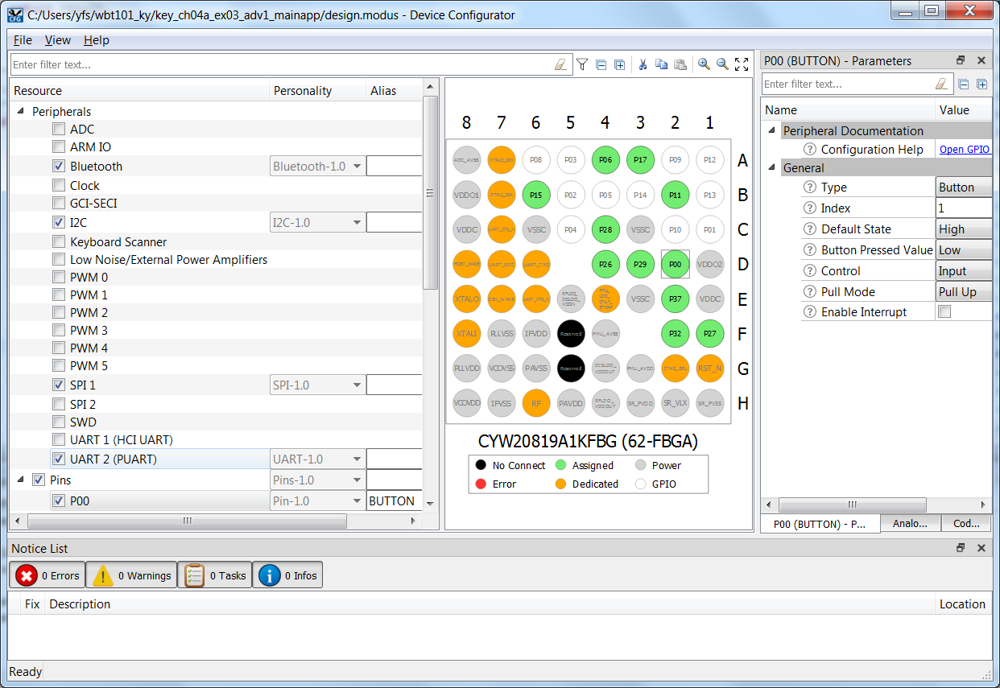 C:/Users/yfs/wbt101_ky/key_ch04a_ex03_adv1_mainapp/design.modus - Device Configurator
File View Help
Enter filter text...
Resource Personality Alias
Peripherals
ADC
ARM IO
Bluetooth Bluetooth-1.0
Clock
GCI-SECI
I2C I2C-1.0
Keyboard Scanner
Low Noise/External Power Amplifiers
PWM 0
PWM 1
PWM 2
PWM 3
PWM 4
PWM 5
SPI 1 SPI-1.0
SPI 2
SWD
UART 1 (HCI UART)
UART 2 (PUART) UART-1.0
Pins Pins-1.0
P00 Pin-1.0 BUTTON
8 7 6 5 4 3 2 1
ADC_AVSS P08 P03 P06 P17 P09 P12 A
VDDO1 P15 P02 P05 P14 P11 P13 B
VDDC UART_CTS_N VSSC P04 P28 VSSC P10 P01 C
HOST_WAKE UART_RXD UART_TXD P26 P29 P00 VDDO2 D
XTALO DEV_WAKE UART_RTS_N VSSC P37 VDDC E
XTALI PLLVSS IFVDD Reserved PMU_AVSS P32 P27 F
PLLVDD VCOVSS PAVSS Reserved DIGLDO_VDDOUT PMU_AVDD JTAG_SEL RST_N G
VCOVDD IFVSS RF PAVDD RFLDO_VDDOUT SR_PVDD SR_VLX SR_PVSS H
CYW20819A1KFBG (62-FBGA)
No Connect Assigned Power
Error Dedicated GPIO
P00 (BUTTON) - Parameters
Enter filter text...
Name Value
Peripheral Documentation
Configuration Help Open GPIO
General
Type Button
Index 1
Default State High
Button Pressed Value Low
Control Input
Pull Mode Pull Up
Enable Interrupt
P00 (BUTTON) - P... Analo... Cod...
Notice List
0 Errors 0 Warnings 0 Tasks 0 Infos
Fix Description Location
Ready